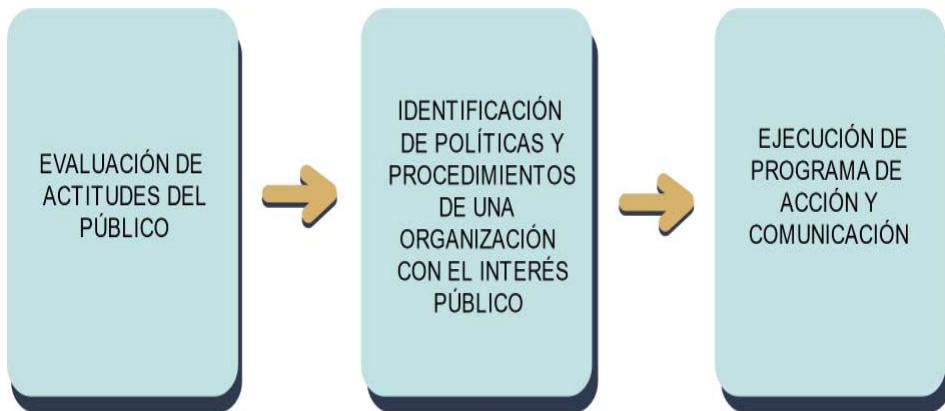 EVALUACIÓN DE
ACTITUDES DEL
PÚBLICO
IDENTIFICACIÓN
DE POLÍTICAS Y
PROCEDIMIENTOS
DE UNA
ORGANIZACIÓN
CON EL INTERÉS
PÚBLICO
EJECUCIÓN DE
PROGRAMA DE
ACCIÓN Y
COMUNICACIÓN